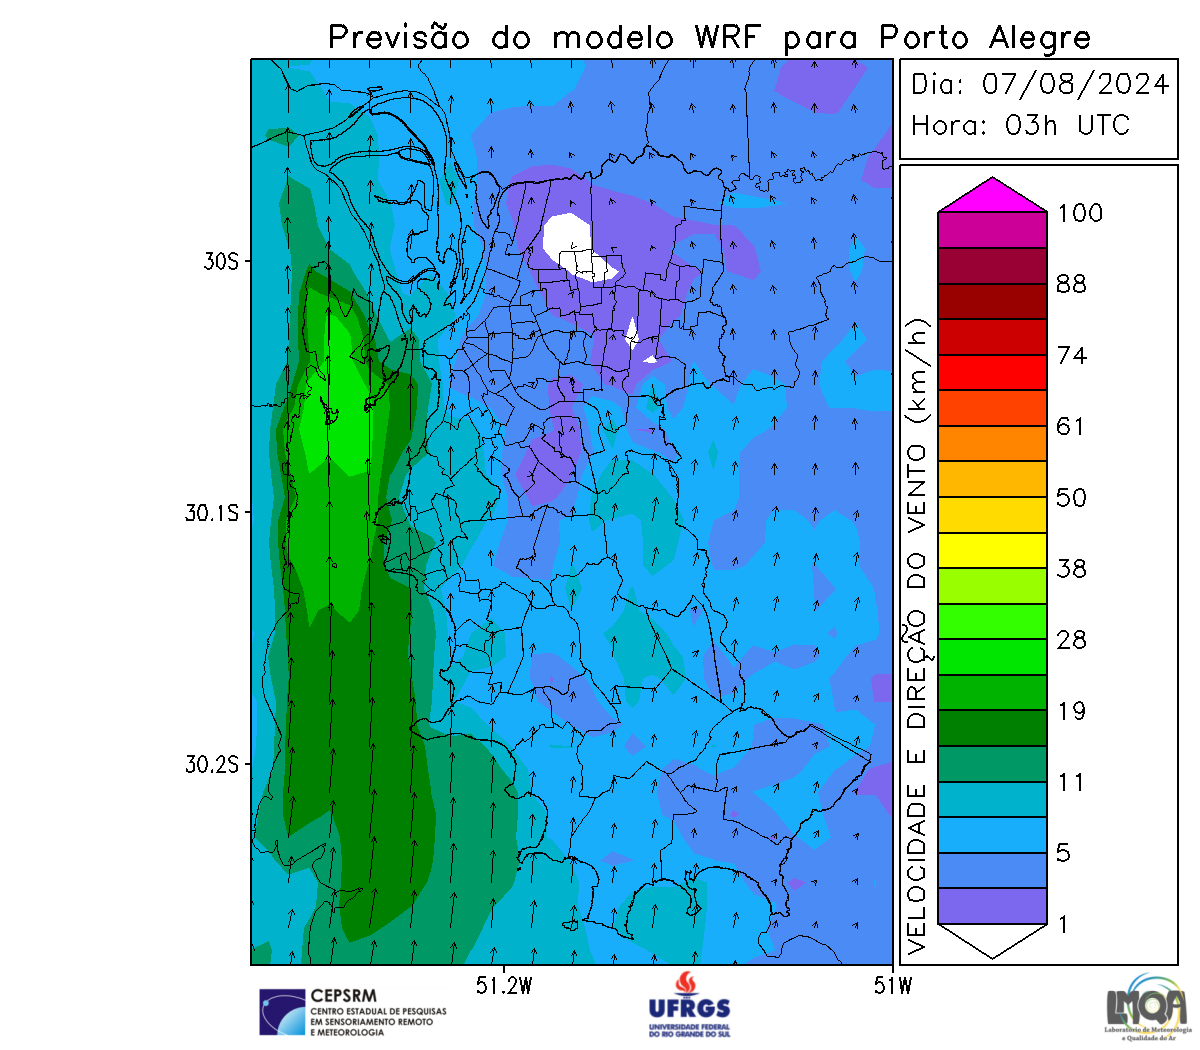 Previsão do modelo WRF para Porto Alegre
Dia: 07/08/2024
Hora: 03h UTC
30S
30.1S
30.2S
51.2W
51W
VELOCIDADE E DIREÇÃO DO VENTO (km/h)
100
88
74
61
50
38
28
19
11
5
1
CEPSRM
CENTRO ESTADUAL DE PESQUISAS
EM SENSORIAMENTO REMOTO
E METEOROLOGIA
UFRGS
UNIVERSIDADE FEDERAL
DO RIO GRANDE DO SUL
LMQA
Laboratório de Meteorologia
e Qualidade do Ar